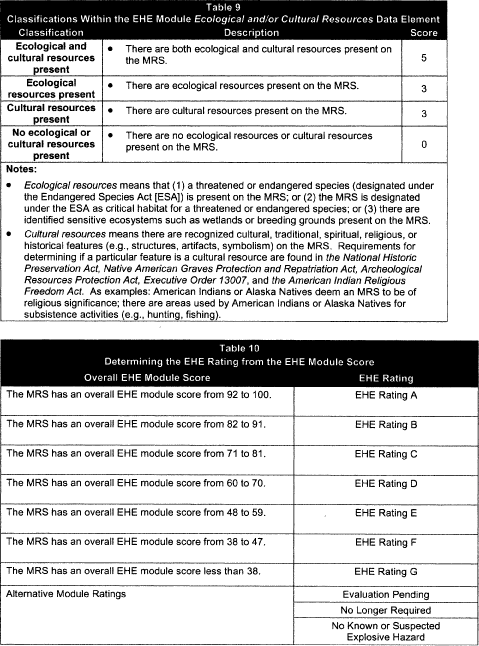 Table 9
Classifications Within the EHE Module Ecological and/or Cultural Resources Data Element
Classification Description Score
Ecological and cultural resources present
• There are both ecological and cultural resources present on the MRS.
5
Ecological resources present
• There are ecological resources present on the MRS.
3
Cultural resources present
• There are cultural resources present on the MRS.
3
No ecological or cultural resources present
• There are no ecological resources or cultural resources present on the MRS.
0
Notes:
• Ecological resources means that (1) a threatened or endangered species (designated under
the Endangered Species Act [ESA]) is present on the MRS; or (2) the MRS is designated
under the ESA as critical habitat for a threatened or endangered species; or (3) there are
identified sensitive ecosystems such as wetlands or breeding grounds present on the MRS.
• Cultural resources means there are recognized cultural, traditional, spiritual, religious, or
historical features (e.g., structures, artifacts, symbolism) on the MRS. Requirements for
determining if a particular feature is a cultural resource are found in the National Historic
Preservation Act, Native American Graves Protection and Repatriation Act, Archeological
Resources Protection Act, Executive Order 13007, and the American Indian Religious
Freedom Act. As examples: American Indians or Alaska Natives deem an MRS to be of
religious significance; there are areas used by American Indians or Alaska Natives for
subsistence activities (e.g., hunting, fishing).
Table 10
Determining the EHE Rating from the EHE Module Score
Overall EHE Module Score EHE Rating
The MRS has an overall EHE module score from 92 to 100. EHE Rating A
The MRS has an overall EHE module score from 82 to 91. EHE Rating B
The MRS has an overall EHE module score from 71 to 81. EHE Rating C
The MRS has an overall EHE module score from 60 to 70. EHE Rating D
The MRS has an overall EHE module score from 48 to 59. EHE Rating E
The MRS has an overall EHE module score from 38 to 47. EHE Rating F
The MRS has an overall EHE module score less than 38. EHE Rating G
Alternative Module Ratings Evaluation Pending
No Longer Required
No Known or Suspected
Explosive Hazard